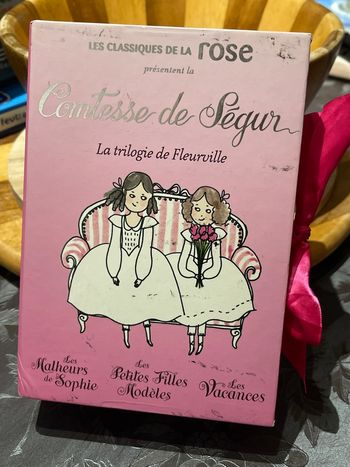 LES CLASSIQUES DE LA rose
présentent la
Comtesse de Ségur
La trilogie de Fleurville
Les
Malheurs
de
Sophie
Les
Petites Filles
Modèles
Les
Vacances